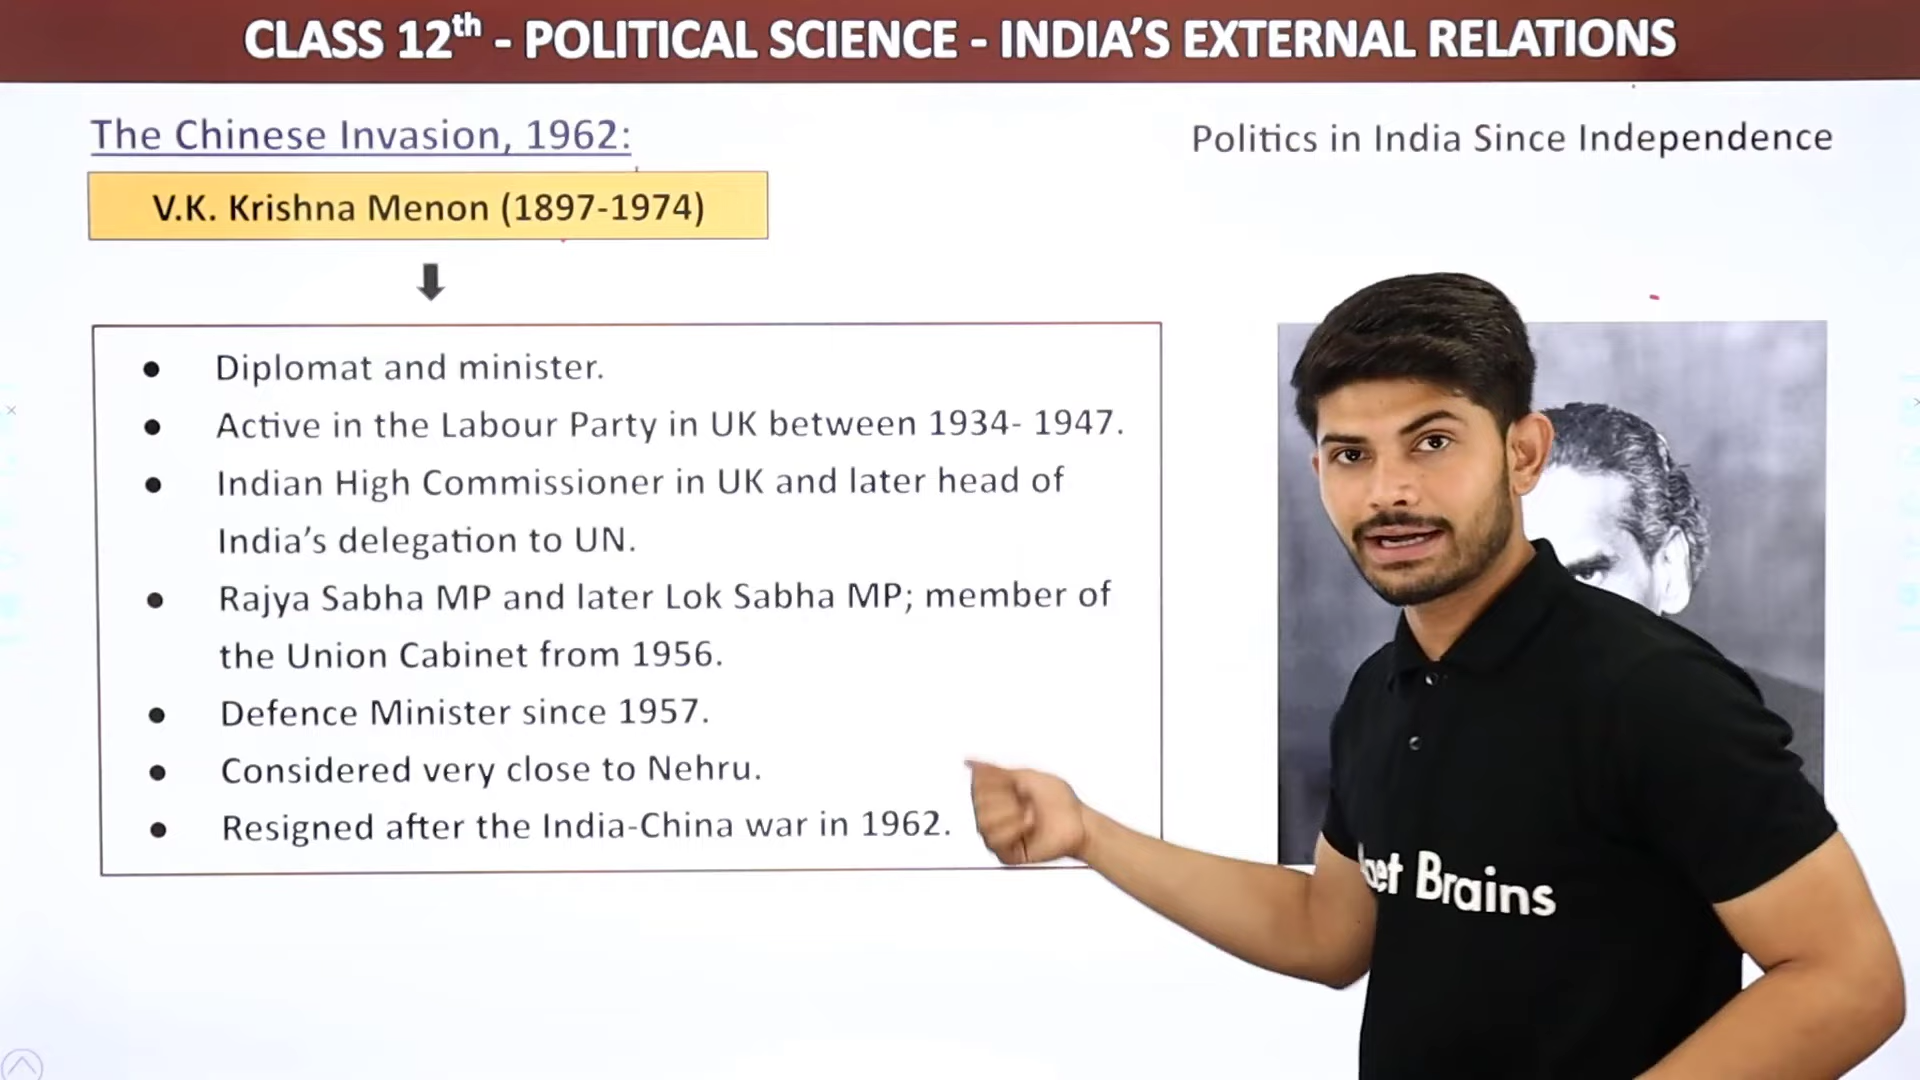 CLASS 12th - POLITICAL SCIENCE - INDIA’S EXTERNAL RELATIONS
The Chinese Invasion, 1962:
Politics in India Since Independence
V.K. Krishna Menon (1897-1974)
● Diplomat and minister.
● Active in the Labour Party in UK between 1934- 1947.
● Indian High Commissioner in UK and later head of
India’s delegation to UN.
● Rajya Sabha MP and later Lok Sabha MP; member of
the Union Cabinet from 1956.
● Defence Minister since 1957.
● Considered very close to Nehru.
● Resigned after the India-China war in 1962.
Brains